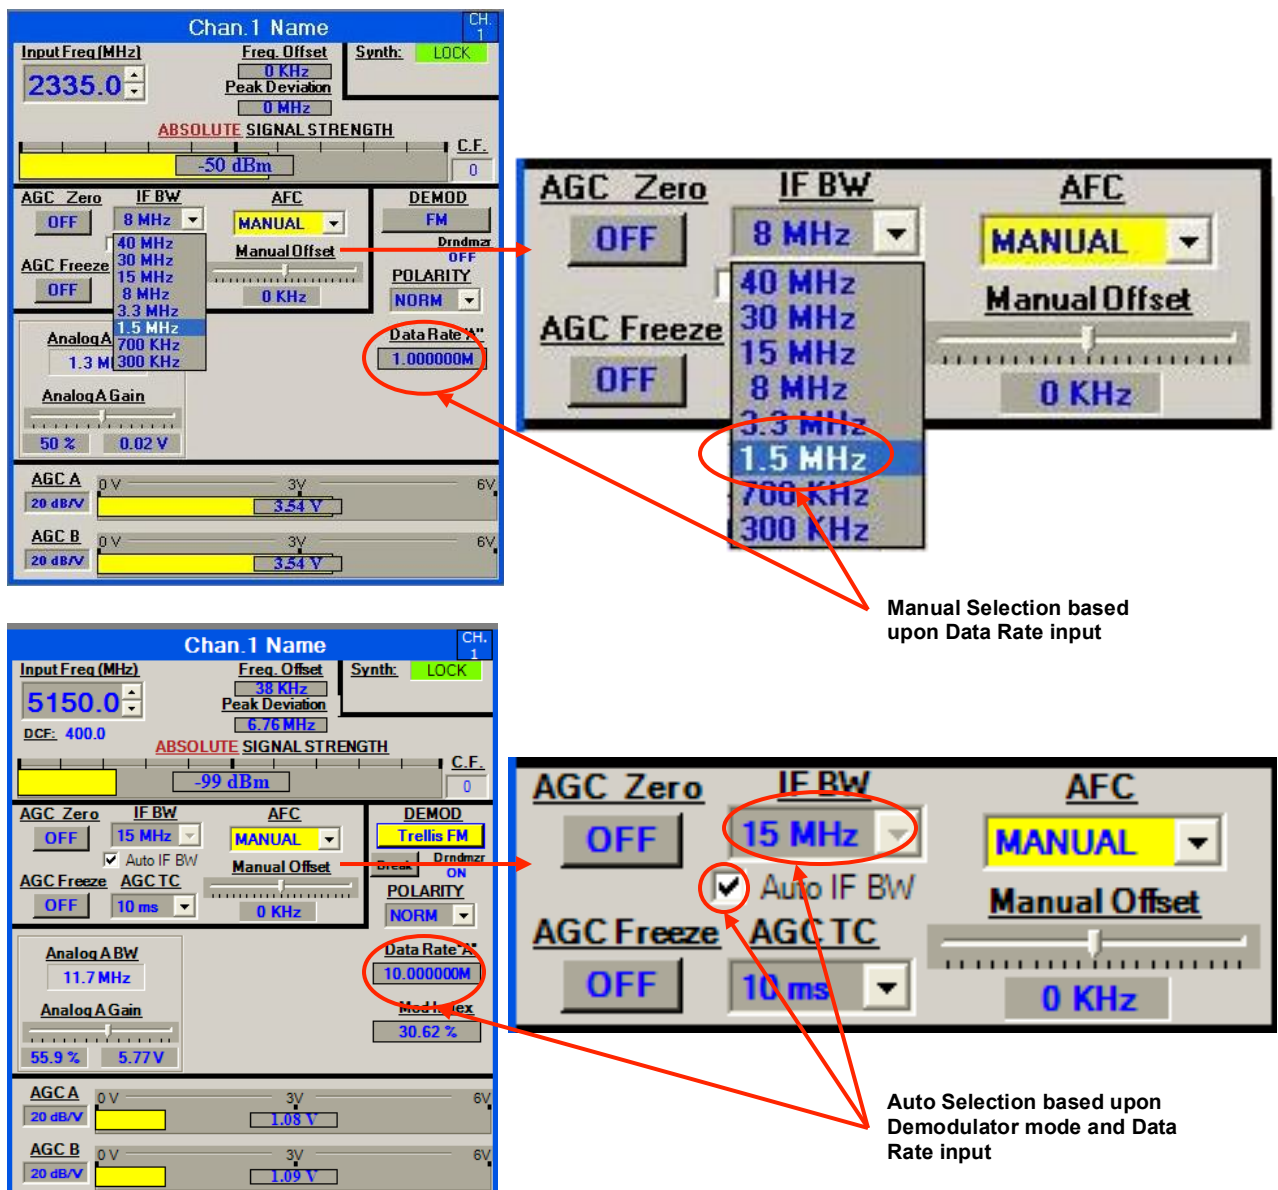 Chan.1 Name
CH. 1
Input Freq (MHz)
Freq. Offset
Synth: LOCK
2335.0
0 KHz
Peak Deviation
0 MHz
ABSOLUTE SIGNAL STRENGTH
C.F.
-50 dBm
0
AGC Zero
IF BW
AFC
DEMOD
OFF
8 MHz
MANUAL
FM
40 MHz
30 MHz
15 MHz
8 MHz
3.3 MHz
1.5 MHz
700 KHz
300 KHz
Manual Offset
Drndmzr
OFF
AGC Freeze
POLARITY
OFF
0 KHz
NORM
Analog A
Data Rate "A"
1.3 M
1.000000M
Analog A Gain
50 %
0.02 V
AGC A
0 V
3V
6V
20 dB/V
3.54 V
AGC B
0 V
3V
6V
20 dB/V
3.54 V
AGC Zero
IF BW
AFC
OFF
8 MHz
MANUAL
40 MHz
30 MHz
15 MHz
8 MHz
3.3 MHz
1.5 MHz
700 KHz
300 KHz
Manual Offset
AGC Freeze
OFF
0 KHz
Manual Selection based
upon Data Rate input
Chan.1 Name
CH. 1
Input Freq (MHz)
Freq. Offset
Synth: LOCK
5150.0
38 KHz
Peak Deviation
6.76 MHz
DCF: 400.0
ABSOLUTE SIGNAL STRENGTH
C.F.
-99 dBm
0
AGC Zero
IF BW
AFC
DEMOD
OFF
15 MHz
MANUAL
Trellis FM
Auto IF BW
Manual Offset
Break
Drndmzr
ON
AGC Freeze
AGC TC
POLARITY
OFF
10 ms
0 KHz
NORM
Analog A BW
Data Rate "A"
11.7 MHz
10.000000M
Analog A Gain
Mod Index
30.62 %
55.9 %
5.77 V
AGC A
0 V
3V
6V
20 dB/V
1.08 V
AGC B
0 V
3V
6V
20 dB/V
1.09 V
AGC Zero
IF BW
AFC
OFF
15 MHz
MANUAL
Auto IF BW
Manual Offset
AGC Freeze
AGC TC
OFF
10 ms
0 KHz
Auto Selection based upon
Demodulator mode and Data
Rate input